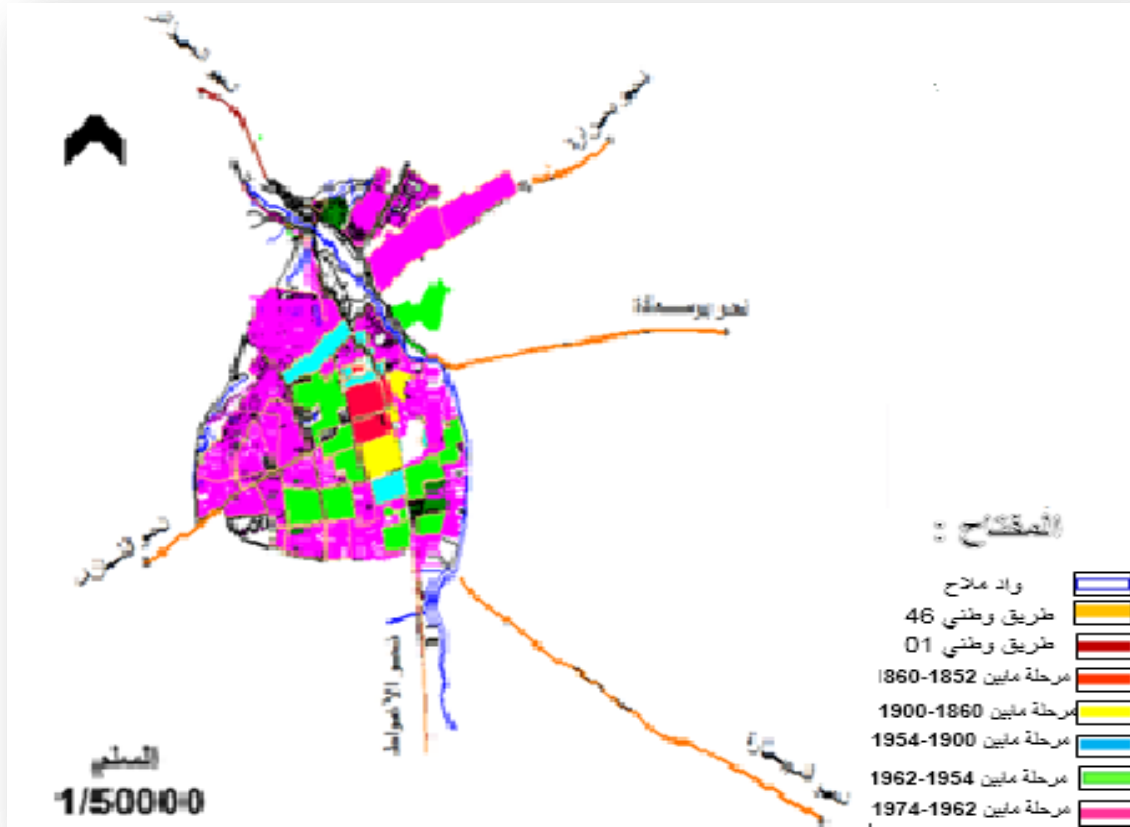 نحو بوسعادة
نحو الأغواط
المفتاح :
واد ملاح
طريق وطني 46
طريق وطني 01
مرحلة مابين 1852-1860
مرحلة مابين 1860-1900
مرحلة مابين 1900-1954
مرحلة مابين 1954-1962
مرحلة مابين 1962-1974
السلم
1/50000